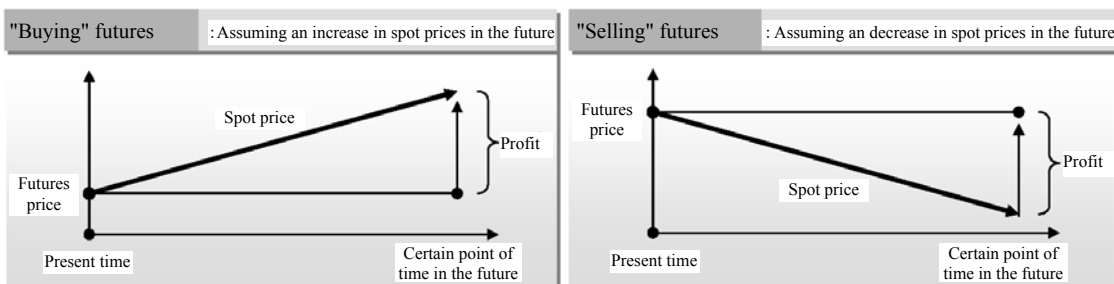 "Buying" futures
: Assuming an increase in spot prices in the future
Spot price
Profit
Futures
price
Present time
Certain point of
time in the future
"Selling" futures
: Assuming an decrease in spot prices in the future
Futures
price
Profit
Spot price
Present time
Certain point of
time in the future